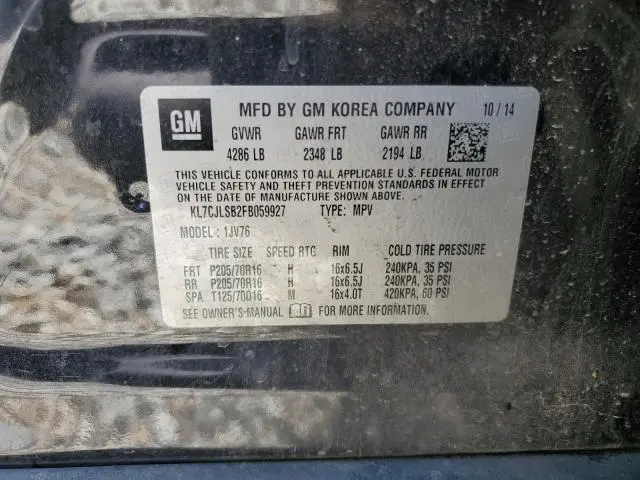 GM MFD BY GM KOREA COMPANY 10/14
GVWR GAWR FRT GAWR RR
4286 LB 2348 LB 2194 LB
THIS VEHICLE CONFORMS TO ALL APPLICABLE U.S. FEDERAL MOTOR
VEHICLE SAFETY AND THEFT PREVENTION STANDARDS IN EFFECT
ON THE DATE OF MANUFACTURE SHOWN ABOVE.
KL7CJLSB2FB059927 TYPE: MPV
MODEL: 1JV76
TIRE SIZE SPEED RTG RIM COLD TIRE PRESSURE
FRT P205/70R16 H 16x6.5J 240KPA, 35 PSI
RR P205/70R16 H 16x6.5J 240KPA, 35 PSI
SPA T125/70D16 M 16x4.0T 420KPA, 60 PSI
SEE OWNER'S-MANUAL FOR MORE INFORMATION.